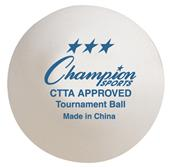 Champion
SPORTS
CTTA APPROVED
Tournament Ball
Made in China